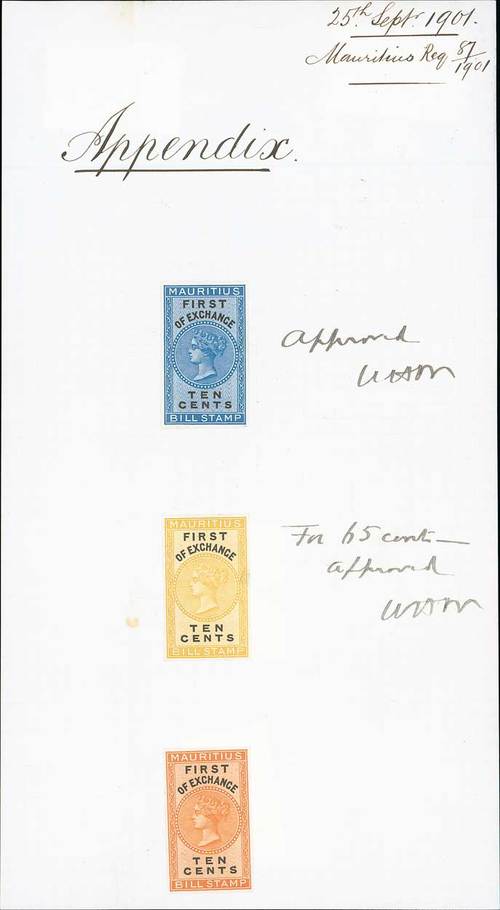 25th Sept. 1901.
Mauritius Req 87/1901
Appendix.
MAURITIUS
FIRST
OF EXCHANGE
TEN
CENTS
BILL STAMP
approved
MAURITIUS
FIRST
OF EXCHANGE
TEN
CENTS
BILL STAMP
For 65 cents—
approved
MAURITIUS
FIRST
OF EXCHANGE
TEN
CENTS
BILL STAMP